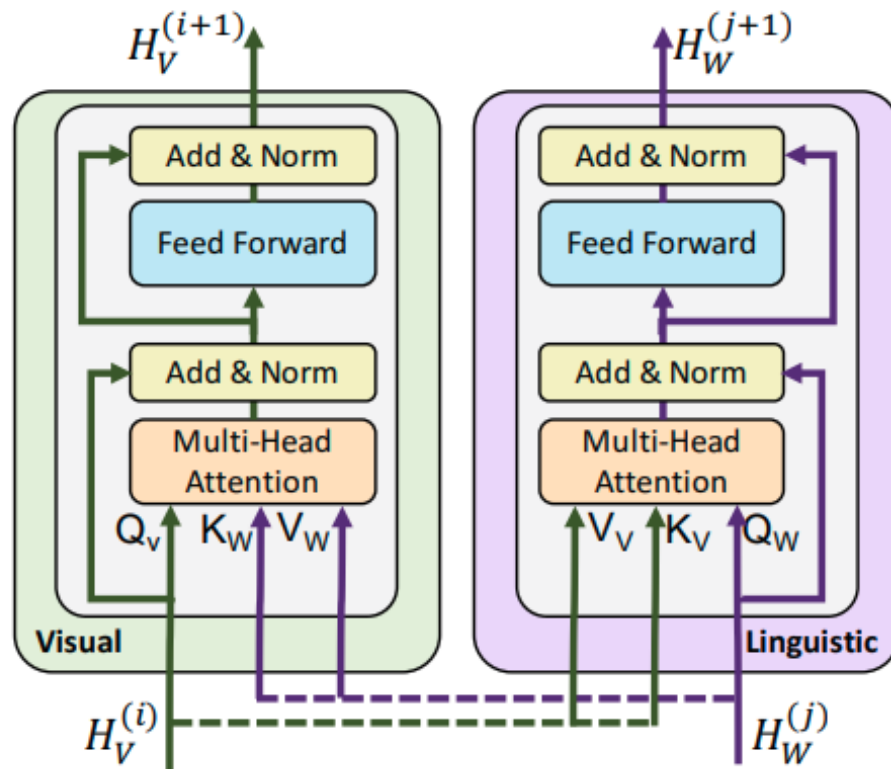 H_V^{(i+1)}
Add & Norm
Feed Forward
Add & Norm
Multi-Head
Attention
Q_v K_W V_W
Visual
H_V^{(i)}
H_W^{(j+1)}
Add & Norm
Feed Forward
Add & Norm
Multi-Head
Attention
V_V K_V Q_W
Linguistic
H_W^{(j)}